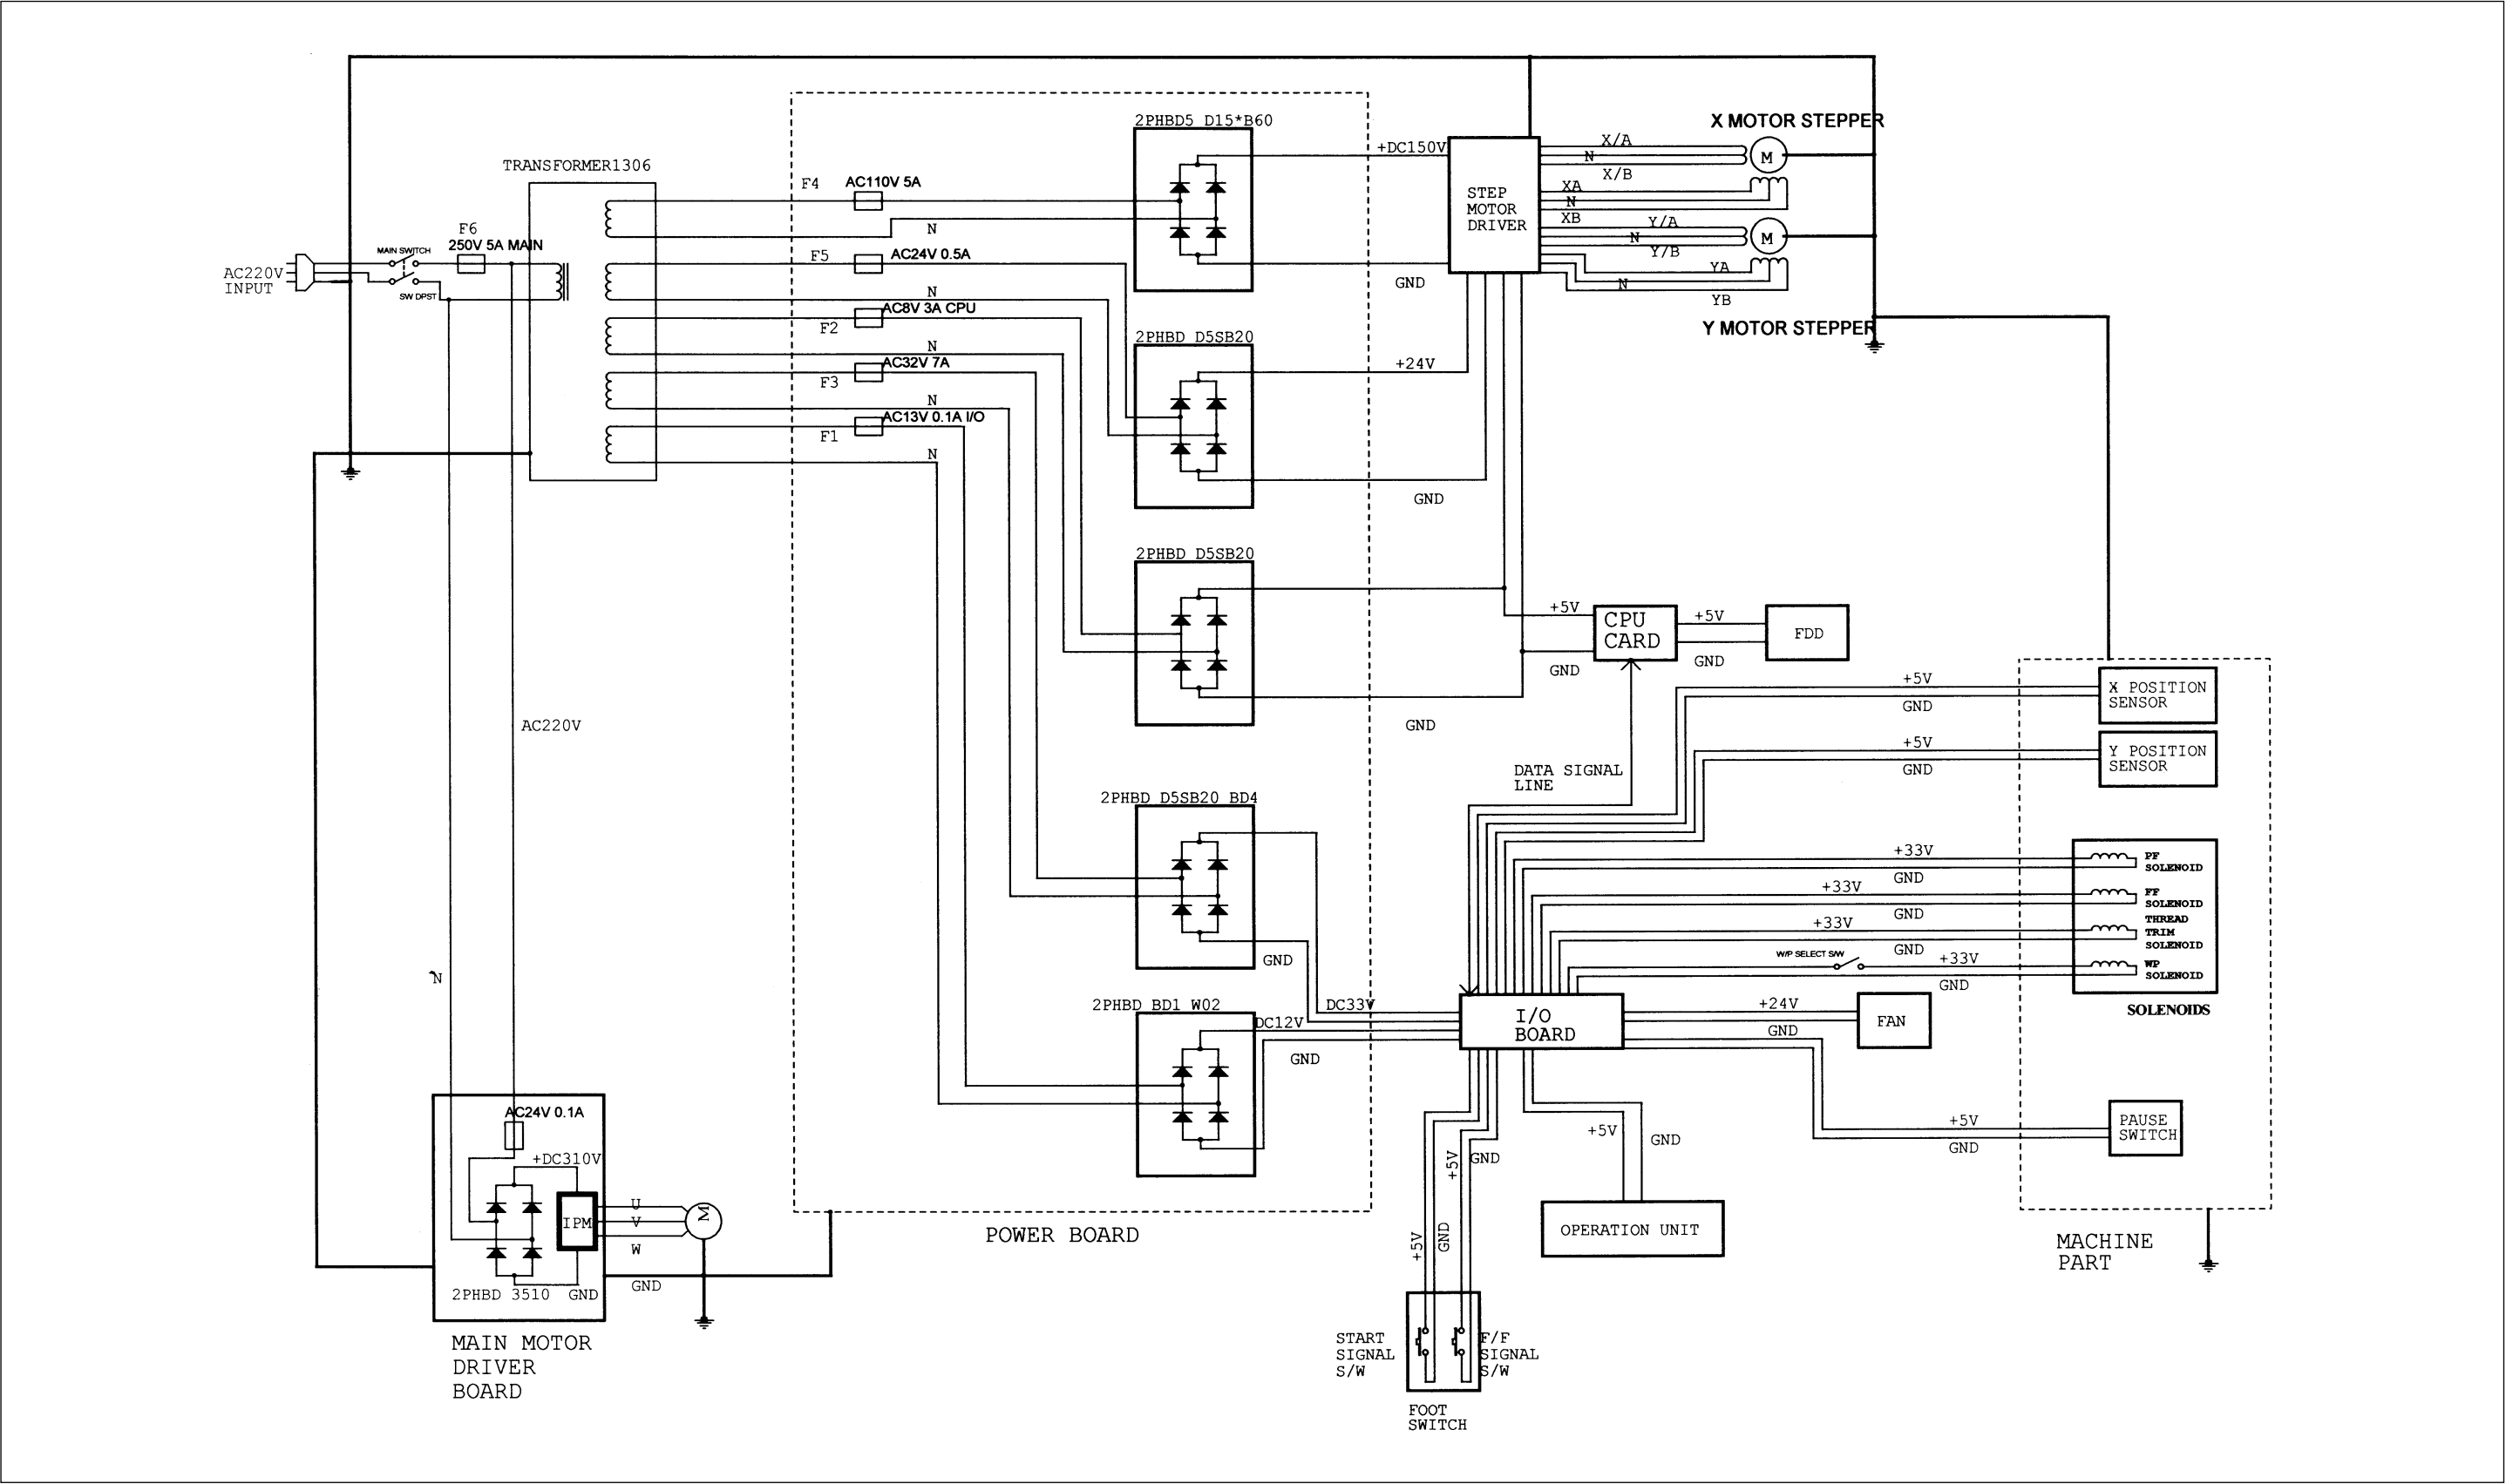 2PHBD5 D15*B60
X MOTOR STEPPER
+DC150V
X/A
N
X/B
M
TRANSFORMER1306
F4
AC110V 5A
N
STEP
MOTOR
DRIVER
XA
N
XB
Y/A
N
Y/B
M
YA
N
YB
Y MOTOR STEPPER
GND
F6
250V 5A MAIN
MAIN SWITCH
SW DPST
AC220V
INPUT
F5
AC24V 0.5A
N
AC8V 3A CPU
F2
N
AC32V 7A
F3
N
AC13V 0.1A I/O
F1
N
2PHBD D5SB20
+24V
GND
2PHBD D5SB20
+5V
CPU
CARD
+5V
FDD
GND
GND
GND
AC220V
+5V
GND
X POSITION
SENSOR
+5V
GND
Y POSITION
SENSOR
DATA SIGNAL
LINE
2PHBD D5SB20 BD4
GND
DC33V
+33V
GND
PF
SOLENOID
+33V
GND
FF
SOLENOID
+33V
GND
THREAD
TRIM
SOLENOID
W/P SELECT S/W
+33V
GND
WP
SOLENOID
SOLENOIDS
N
2PHBD BD1 W02
DC12V
GND
I/O
BOARD
+24V
GND
FAN
+5V
GND
PAUSE
SWITCH
+5V
GND
OPERATION UNIT
+5V
GND
+5V
GND
START
SIGNAL
S/W
F/F
SIGNAL
S/W
FOOT
SWITCH
AC24V 0.1A
+DC310V
IPM
U
V
W
M
GND
2PHBD 3510
GND
MAIN MOTOR
DRIVER
BOARD
POWER BOARD
MACHINE
PART